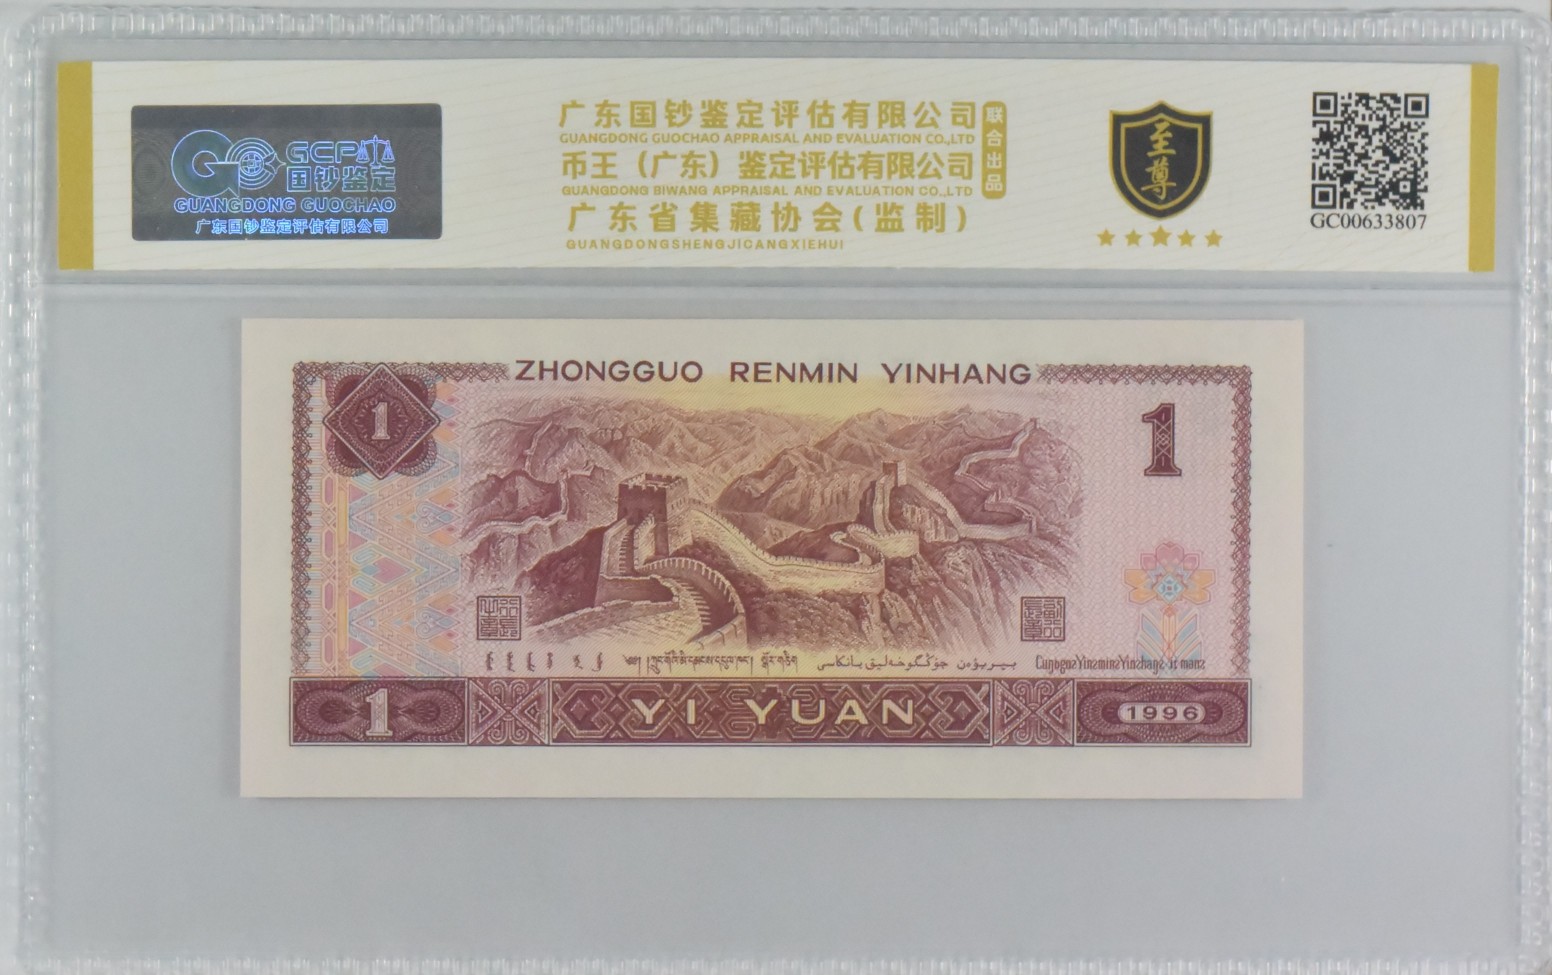 GCP
国钞鉴定
GUANGDONG GUOCHAO
广东国钞鉴定评估有限公司
广东国钞鉴定评估有限公司
GUANGDONG GUOCHAO APPRAISAL AND EVALUATION CO.,LTD
币王（广东）鉴定评估有限公司
GUANGDONG BIWANG APPRAISAL AND EVALUATION CO.,LTD
联合出品
广东省集藏协会(监制)
GUANGDONGSHENGJICANGXIEHUI
至尊
GC00633807
ZHONGGUO RENMIN YINHANG
1
1
1
YI YUAN
1996